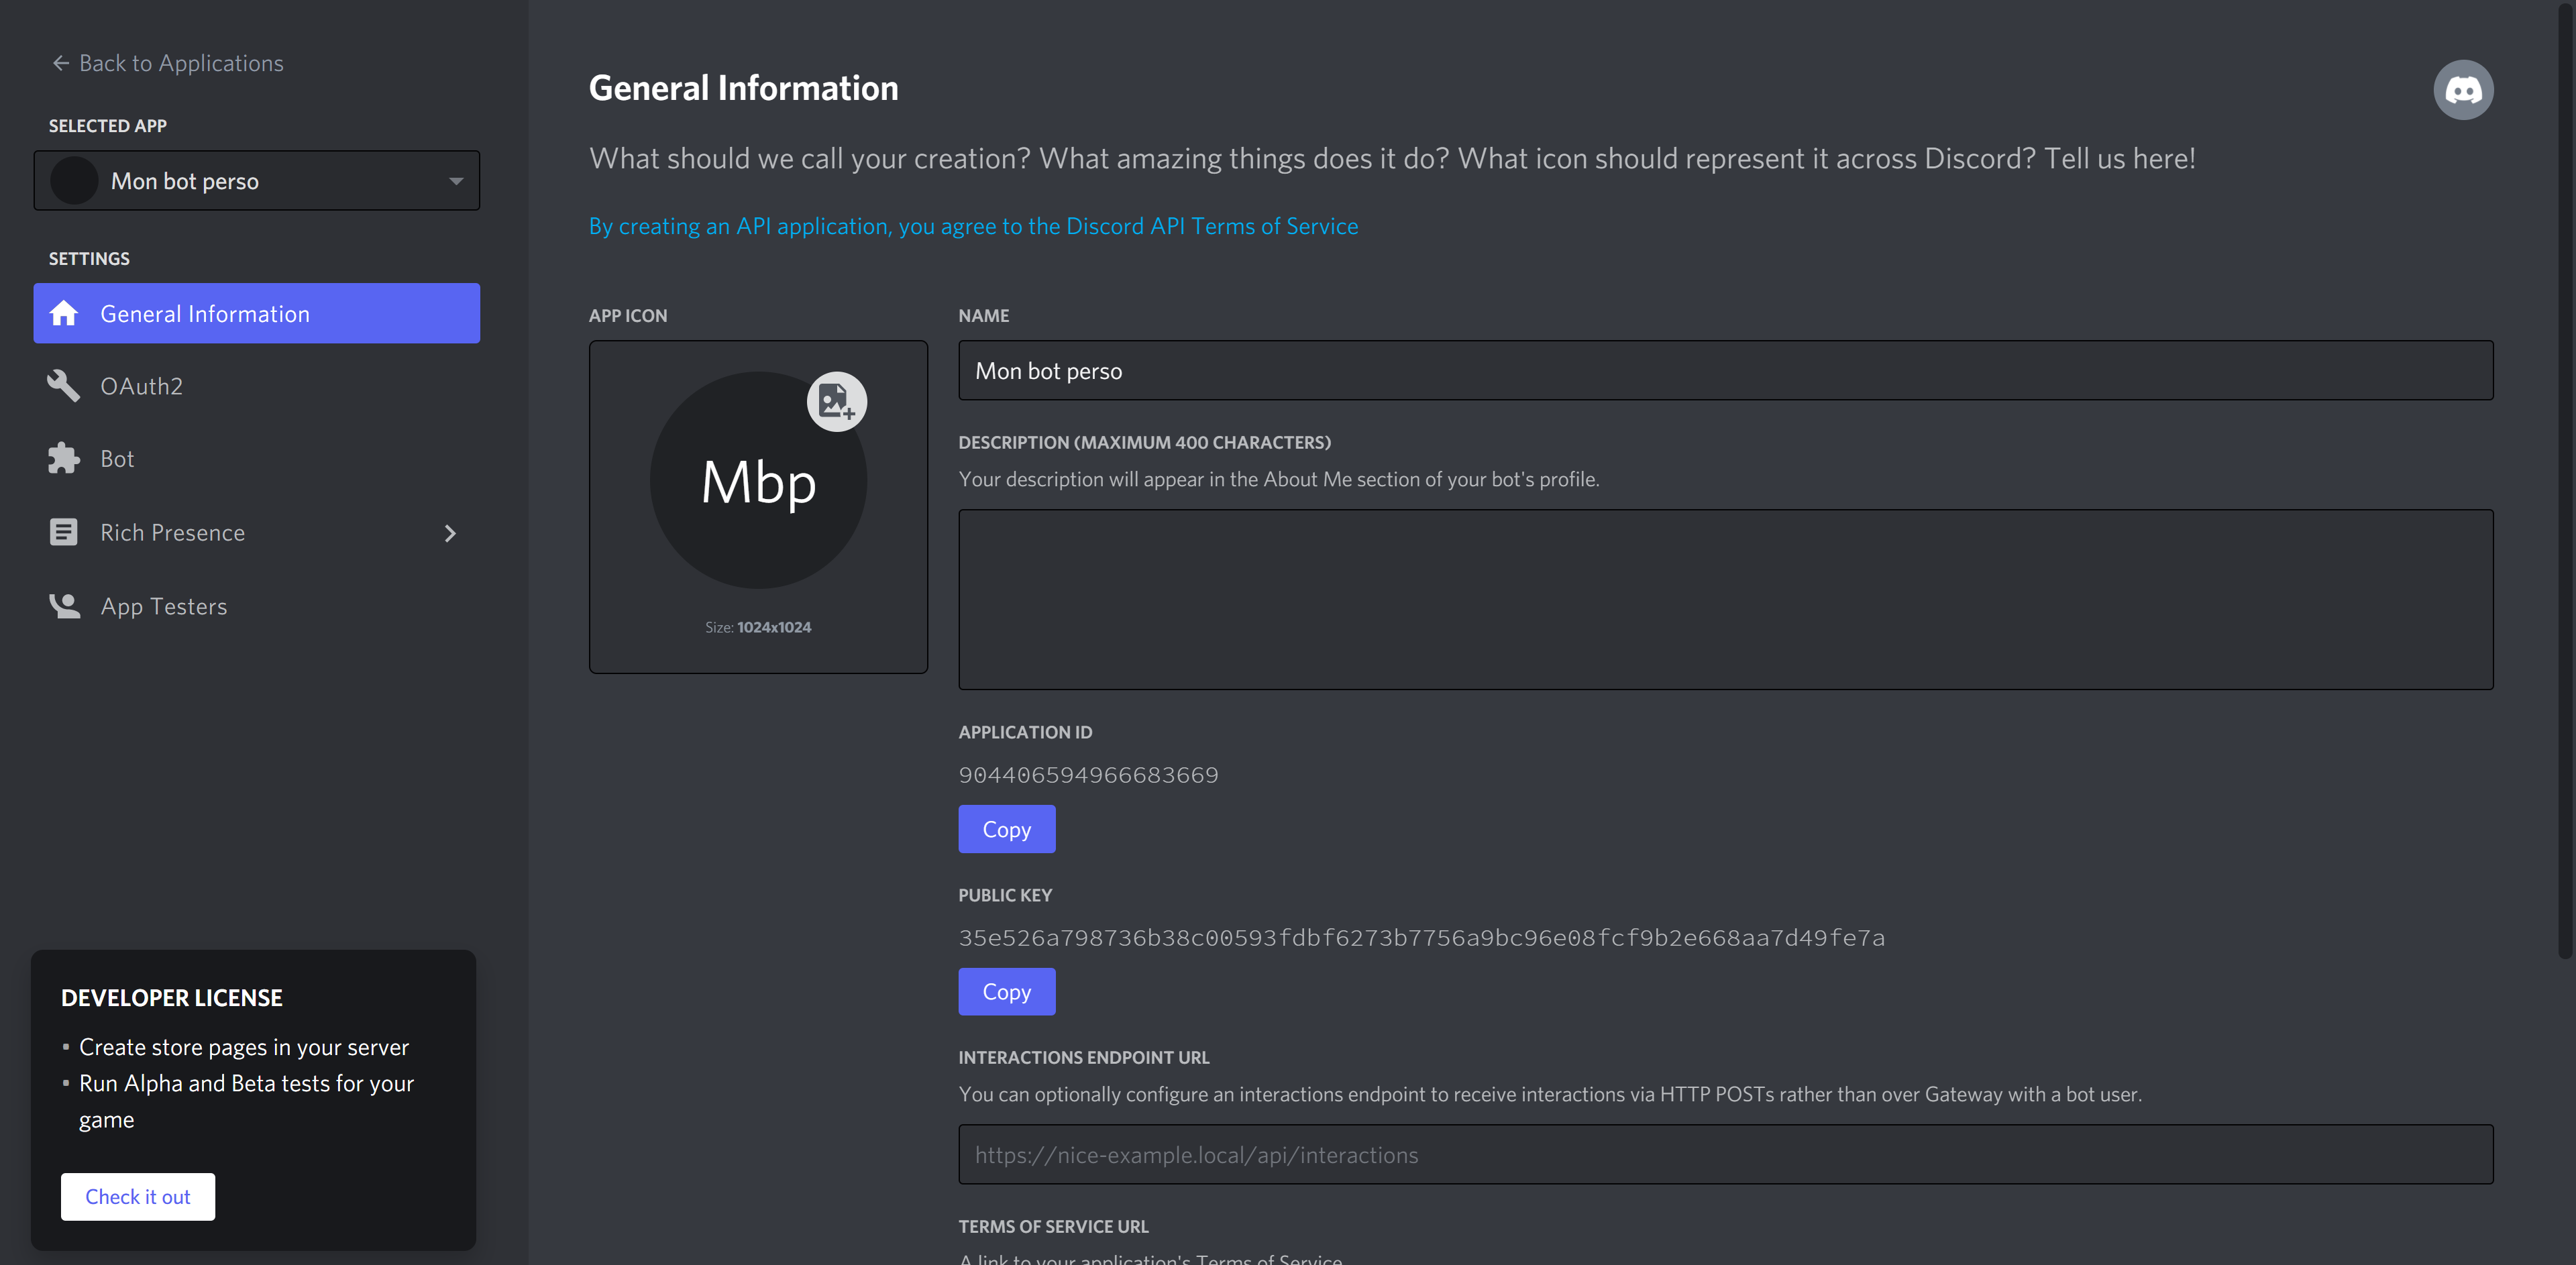 Back to Applications
SELECTED APP
Mon bot perso
SETTINGS
General Information
OAuth2
Bot
Rich Presence
App Testers
DEVELOPER LICENSE
Create store pages in your server
Run Alpha and Beta tests for your
game
Check it out
General Information
What should we call your creation? What amazing things does it do? What icon should represent it across Discord? Tell us here!
By creating an API application, you agree to the Discord API Terms of Service
APP ICON
Mbp
Size: 1024x1024
NAME
Mon bot perso
DESCRIPTION (MAXIMUM 400 CHARACTERS)
Your description will appear in the About Me section of your bot's profile.
APPLICATION ID
904406594966683669
Copy
PUBLIC KEY
35e526a798736b38c00593fdbf6273b7756a9bc96e08fcf9b2e668aa7d49fe7a
Copy
INTERACTIONS ENDPOINT URL
You can optionally configure an interactions endpoint to receive interactions via HTTP POSTs rather than over Gateway with a bot user.
https://nice-example.local/api/interactions
TERMS OF SERVICE URL
A link to your application's Terms of Service